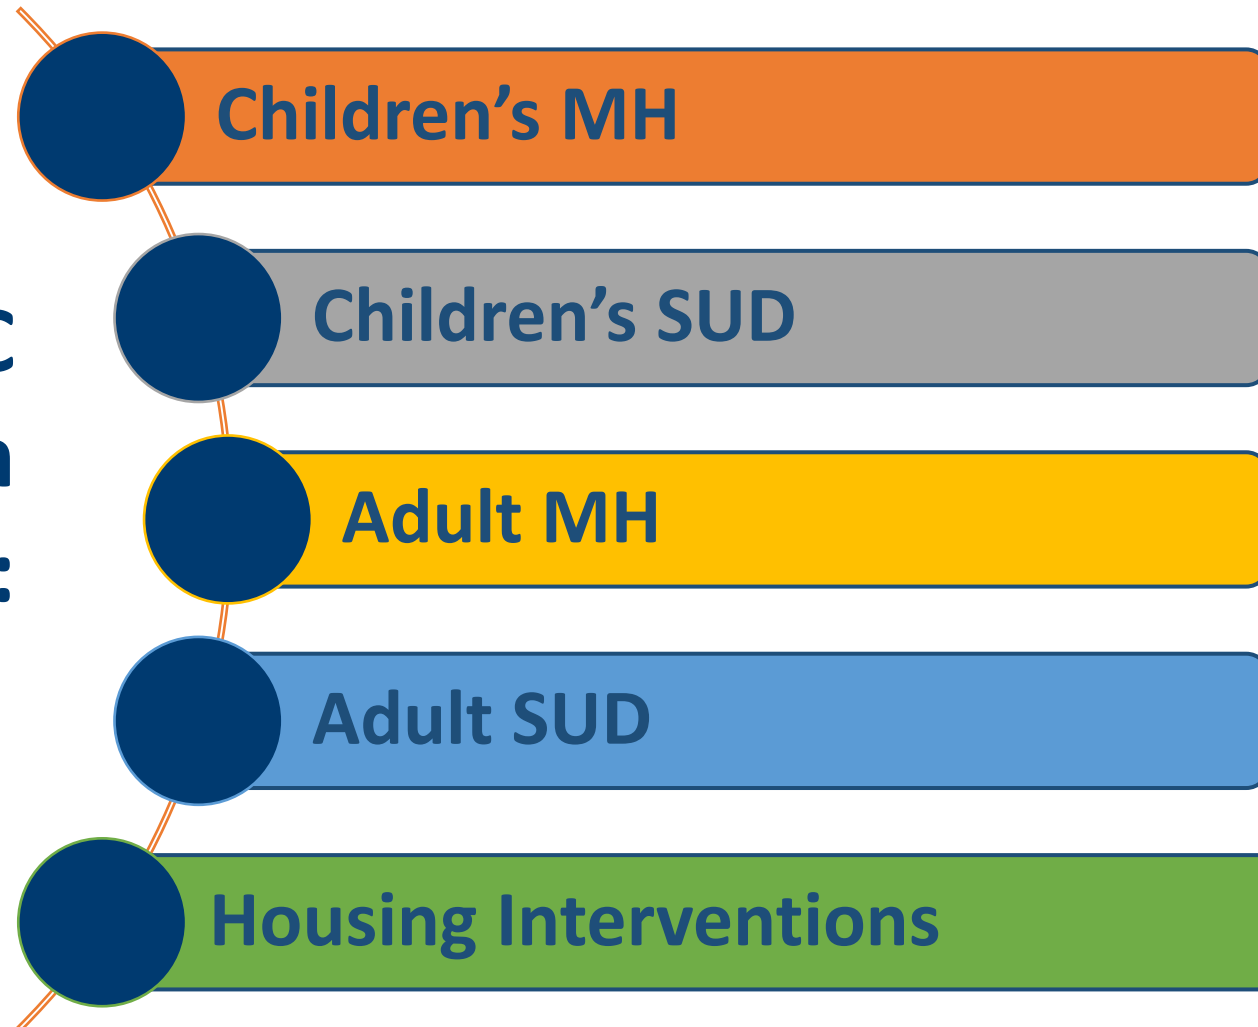 Children’s MH
Children’s SUD
Adult MH
Adult SUD
Housing Interventions